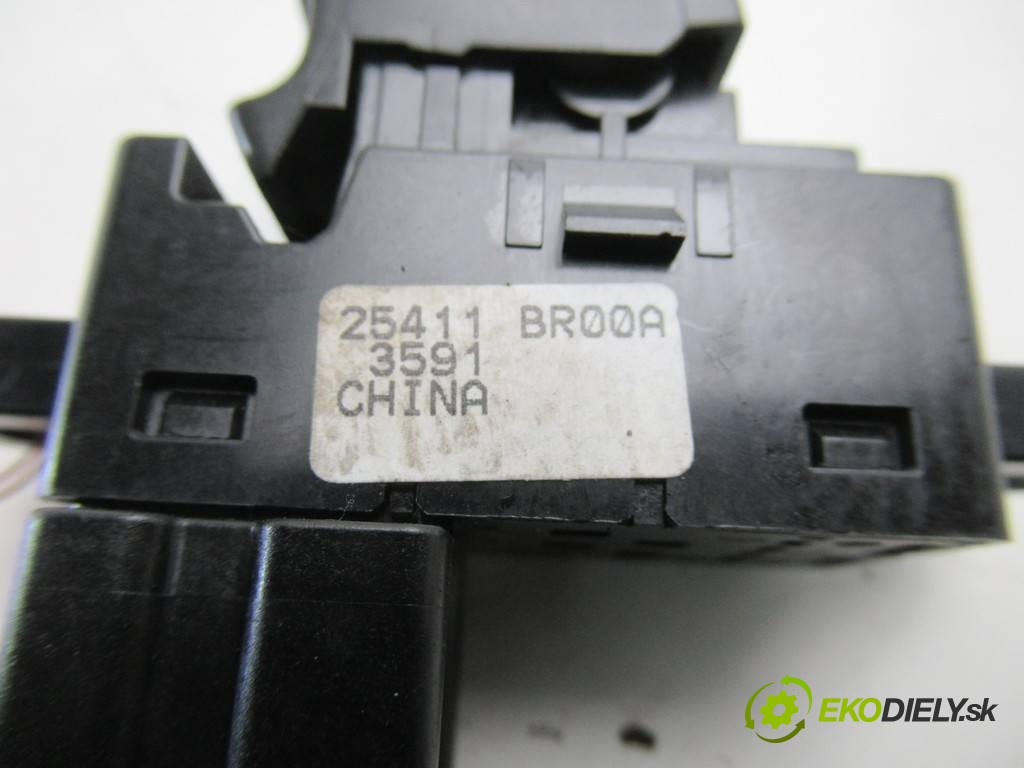 25411 BR00A
3591
CHINA
EKODIELY.sk